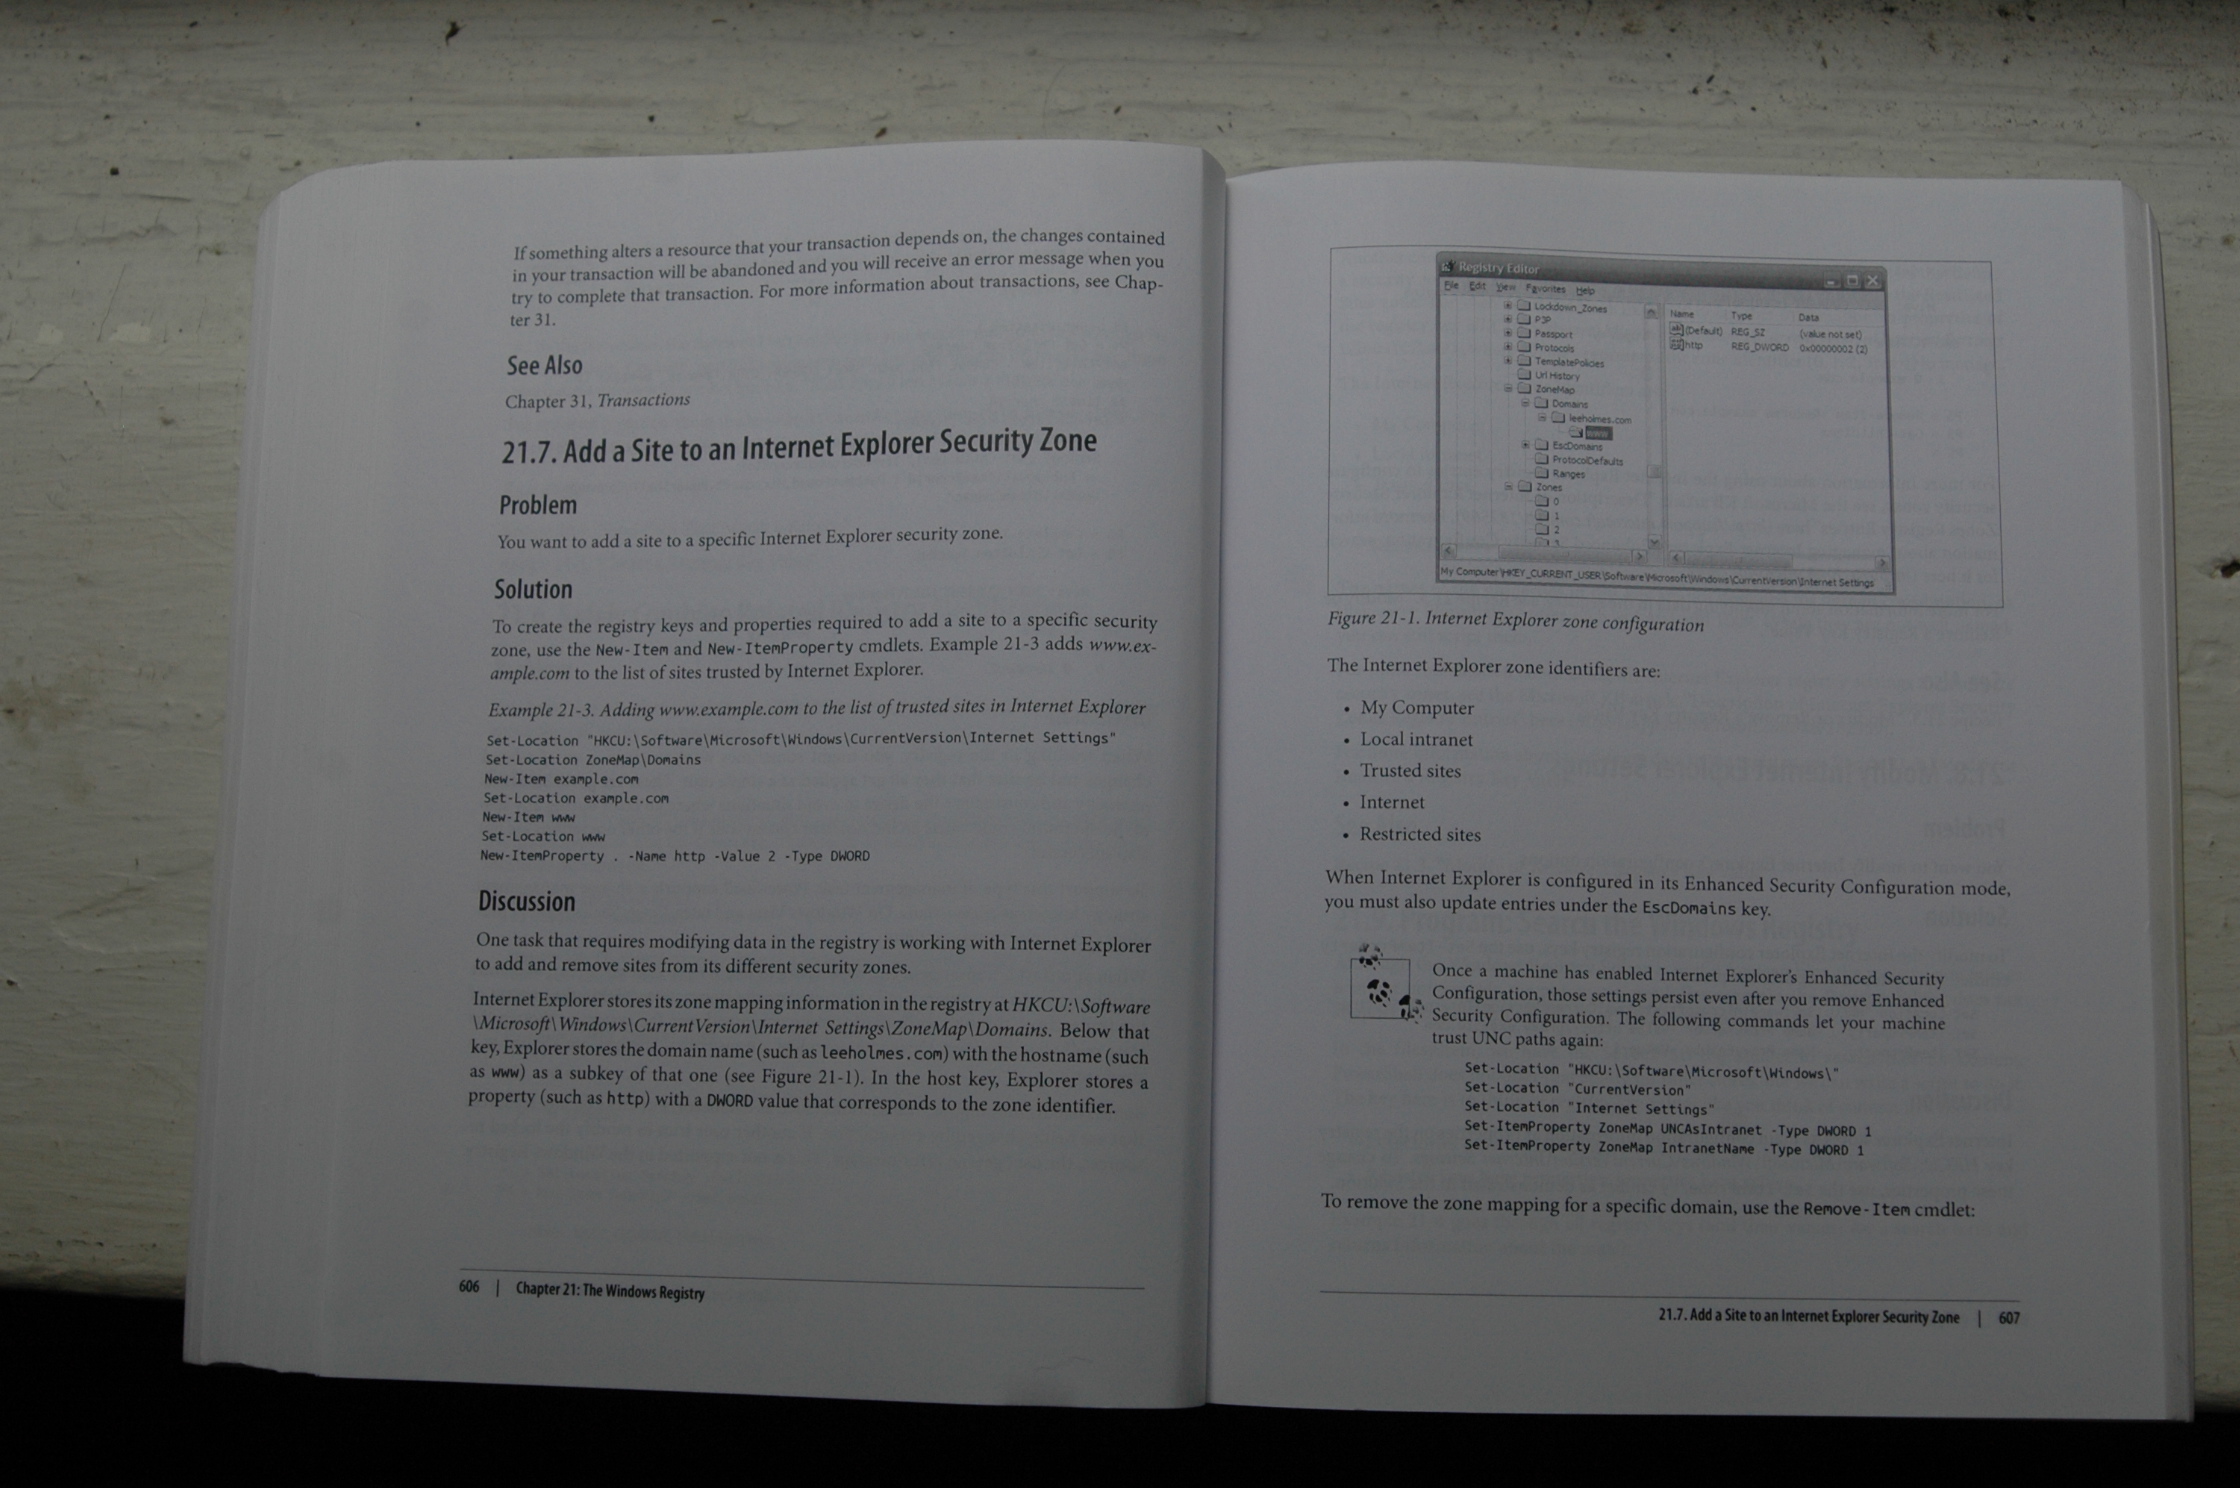 If something alters a resource that your transaction depends on, the changes contained
in your transaction will be abandoned and you will receive an error message when you
try to complete that transaction. For more information about transactions, see Chap-
ter 31.
See Also
Chapter 31, Transactions
21.7. Add a Site to an Internet Explorer Security Zone
Problem
You want to add a site to a specific Internet Explorer security zone.
Solution
To create the registry keys and properties required to add a site to a specific security
zone, use the New-Item and New-ItemProperty cmdlets. Example 21-3 adds www.ex-
ample.com to the list of sites trusted by Internet Explorer.
Example 21-3. Adding www.example.com to the list of trusted sites in Internet Explorer
Set-Location "HKCU:\Software\Microsoft\Windows\CurrentVersion\Internet Settings"
Set-Location ZoneMap\Domains
New-Item example.com
Set-Location example.com
New-Item www
Set-Location www
New-ItemProperty . -Name http -Value 2 -Type DWORD
Discussion
One task that requires modifying data in the registry is working with Internet Explorer
to add and remove sites from its different security zones.
Internet Explorer stores its zone mapping information in the registry at HKCU:\Software
\Microsoft\Windows\CurrentVersion\Internet Settings\ZoneMap\Domains. Below that
key, Explorer stores the domain name (such as leeholmes.com) with the hostname (such
as www) as a subkey of that one (see Figure 21-1). In the host key, Explorer stores a
property (such as http) with a DWORD value that corresponds to the zone identifier.
606 | Chapter 21: The Windows Registry
Registry Editor
File Edit View Favorites Help
Lockdown_Zones
P3P
Passport
Protocols
TemplatePolicies
Url History
ZoneMap
Domains
leeholmes.com
www
EscDomains
ProtocolDefaults
Ranges
Zones
0
1
2
3
Name Type Data
(Default) REG_SZ (value not set)
http REG_DWORD 0x00000002 (2)
My Computer\HKEY_CURRENT_USER\Software\Microsoft\Windows\CurrentVersion\Internet Settings
Figure 21-1. Internet Explorer zone configuration
The Internet Explorer zone identifiers are:
• My Computer
• Local intranet
• Trusted sites
• Internet
• Restricted sites
When Internet Explorer is configured in its Enhanced Security Configuration mode,
you must also update entries under the EscDomains key.
Once a machine has enabled Internet Explorer's Enhanced Security
Configuration, those settings persist even after you remove Enhanced
Security Configuration. The following commands let your machine
trust UNC paths again:
Set-Location "HKCU:\Software\Microsoft\Windows\"
Set-Location "CurrentVersion"
Set-Location "Internet Settings"
Set-ItemProperty ZoneMap UNCAsIntranet -Type DWORD 1
Set-ItemProperty ZoneMap IntranetName -Type DWORD 1
To remove the zone mapping for a specific domain, use the Remove-Item cmdlet:
21.7. Add a Site to an Internet Explorer Security Zone | 607